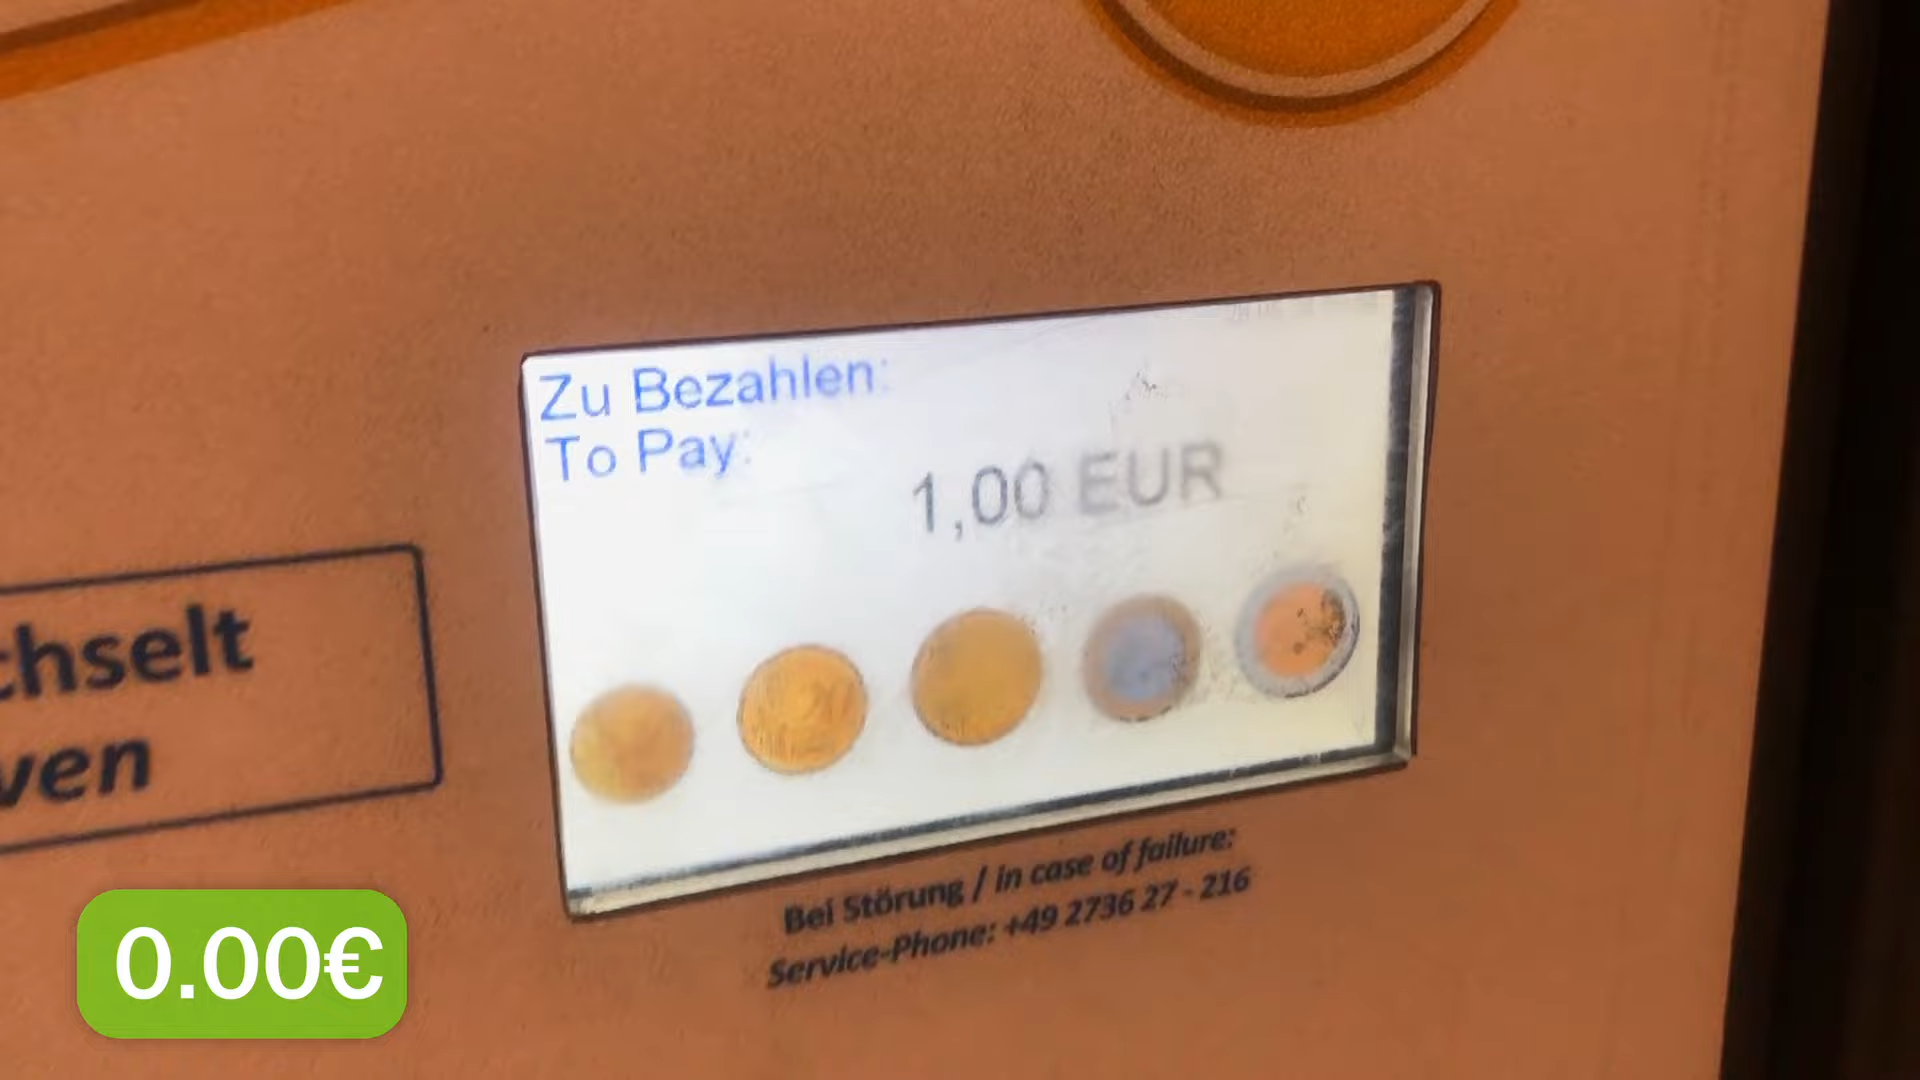 Zu Bezahlen:
To Pay:
1,00 EUR
chselt
ven
Bei Störung / in case of failure:
Service-Phone: +49 2736 27 - 216
0.00€